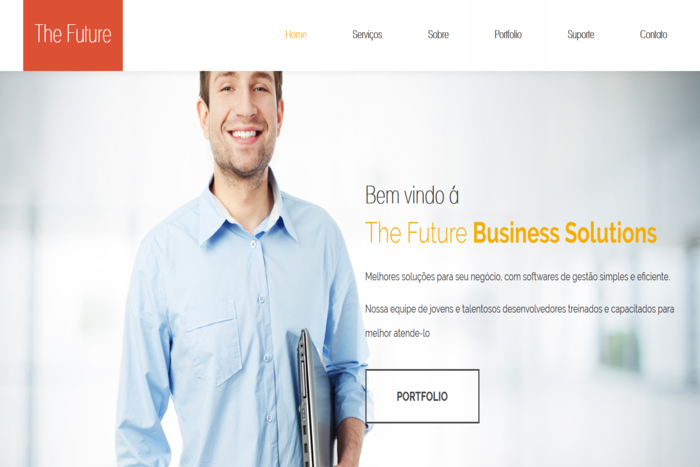 The Future
Home Serviços Sobre Portfolio Suporte Contato
Bem vindo á
The Future Business Solutions
Melhores soluções para seu negócio, com softwares de gestão simples e eficiente.
Nossa equipe de jovens e talentosos desenvolvedores treinados e capacitados para
melhor atende-lo
PORTFOLIO